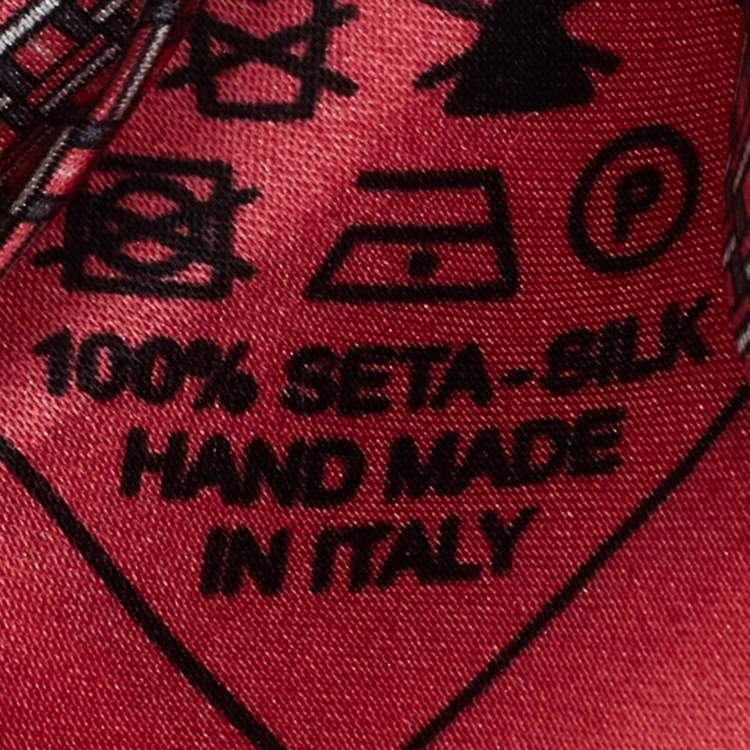 P
100% SETA-SILK
HAND MADE
IN ITALY